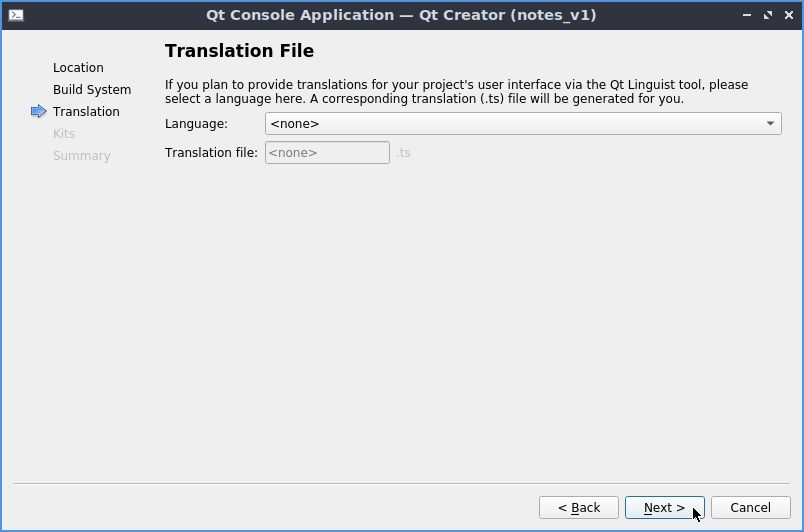 Qt Console Application — Qt Creator (notes_v1)
Location
Build System
Translation
Kits
Summary
Translation File
If you plan to provide translations for your project's user interface via the Qt Linguist tool, please
select a language here. A corresponding translation (.ts) file will be generated for you.
Language: <none>
Translation file: <none> .ts
< Back Next > Cancel